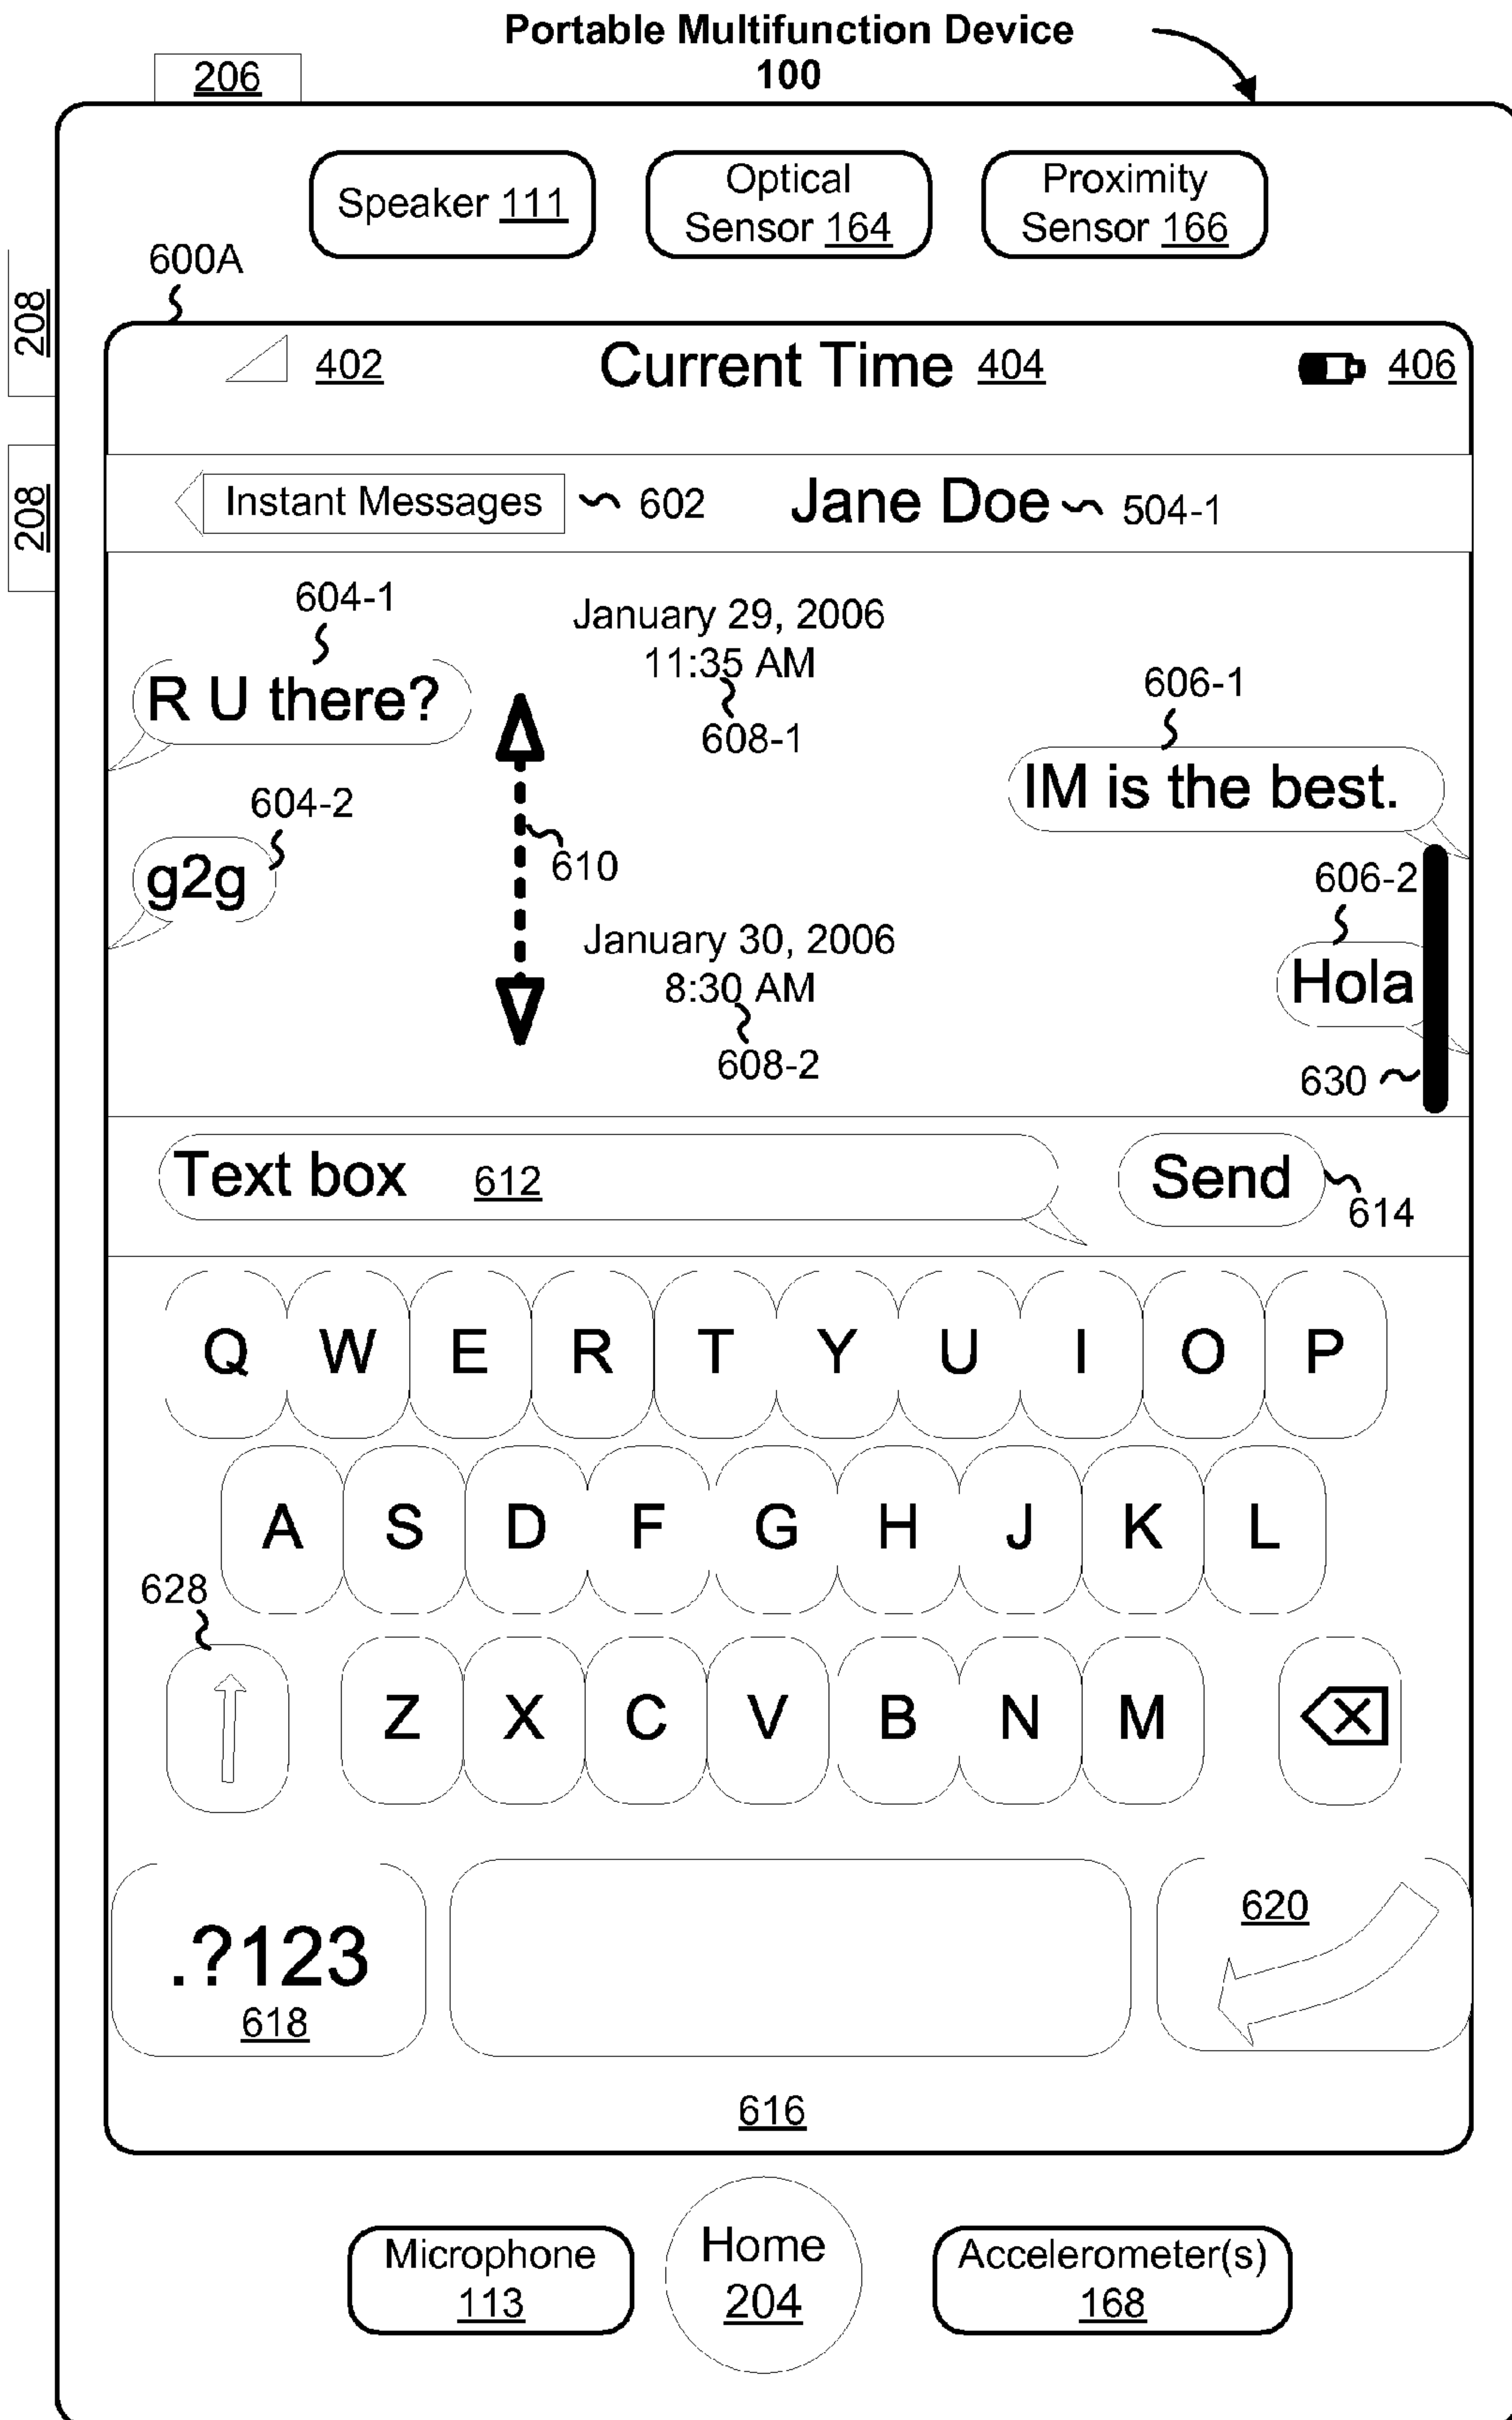 Portable Multifunction Device
100
206
Speaker 111
Optical
Sensor 164
Proximity
Sensor 166
600A
208
402
Current Time 404
406
208
Instant Messages
602
Jane Doe
504-1
604-1
January 29, 2006
11:35 AM
608-1
R U there?
606-1
IM is the best.
604-2
g2g
610
606-2
January 30, 2006
8:30 AM
608-2
Hola
630
Text box 612
Send
614
Q W E R T Y U I O P
A S D F G H J K L
628
Z X C V B N M
.?123
618
620
616
Microphone
113
Home
204
Accelerometer(s)
168